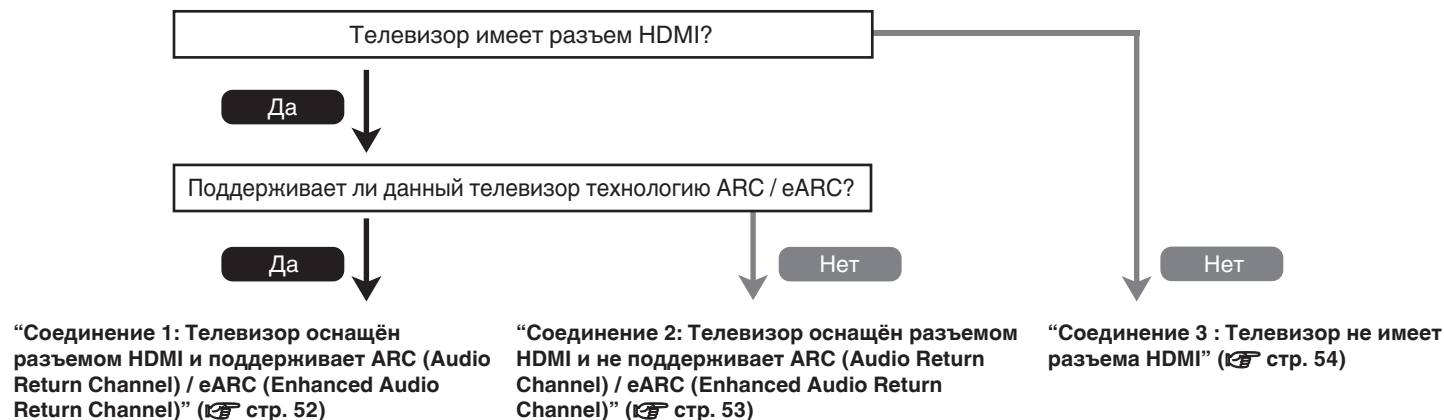 Телевизор имеет разъем HDMI?
Да
Поддерживает ли данный телевизор технологию ARC / eARC?
Да
Нет
Нет
“Соединение 1: Телевизор оснащён
разъемом HDMI и поддерживает ARC (Audio
Return Channel) / eARC (Enhanced Audio
Return Channel)” (☞ стр. 52)
“Соединение 2: Телевизор оснащён разъемом
HDMI и не поддерживает ARC (Audio Return
Channel) / eARC (Enhanced Audio Return
Channel)” (☞ стр. 53)
“Соединение 3 : Телевизор не имеет
разъема HDMI” (☞ стр. 54)